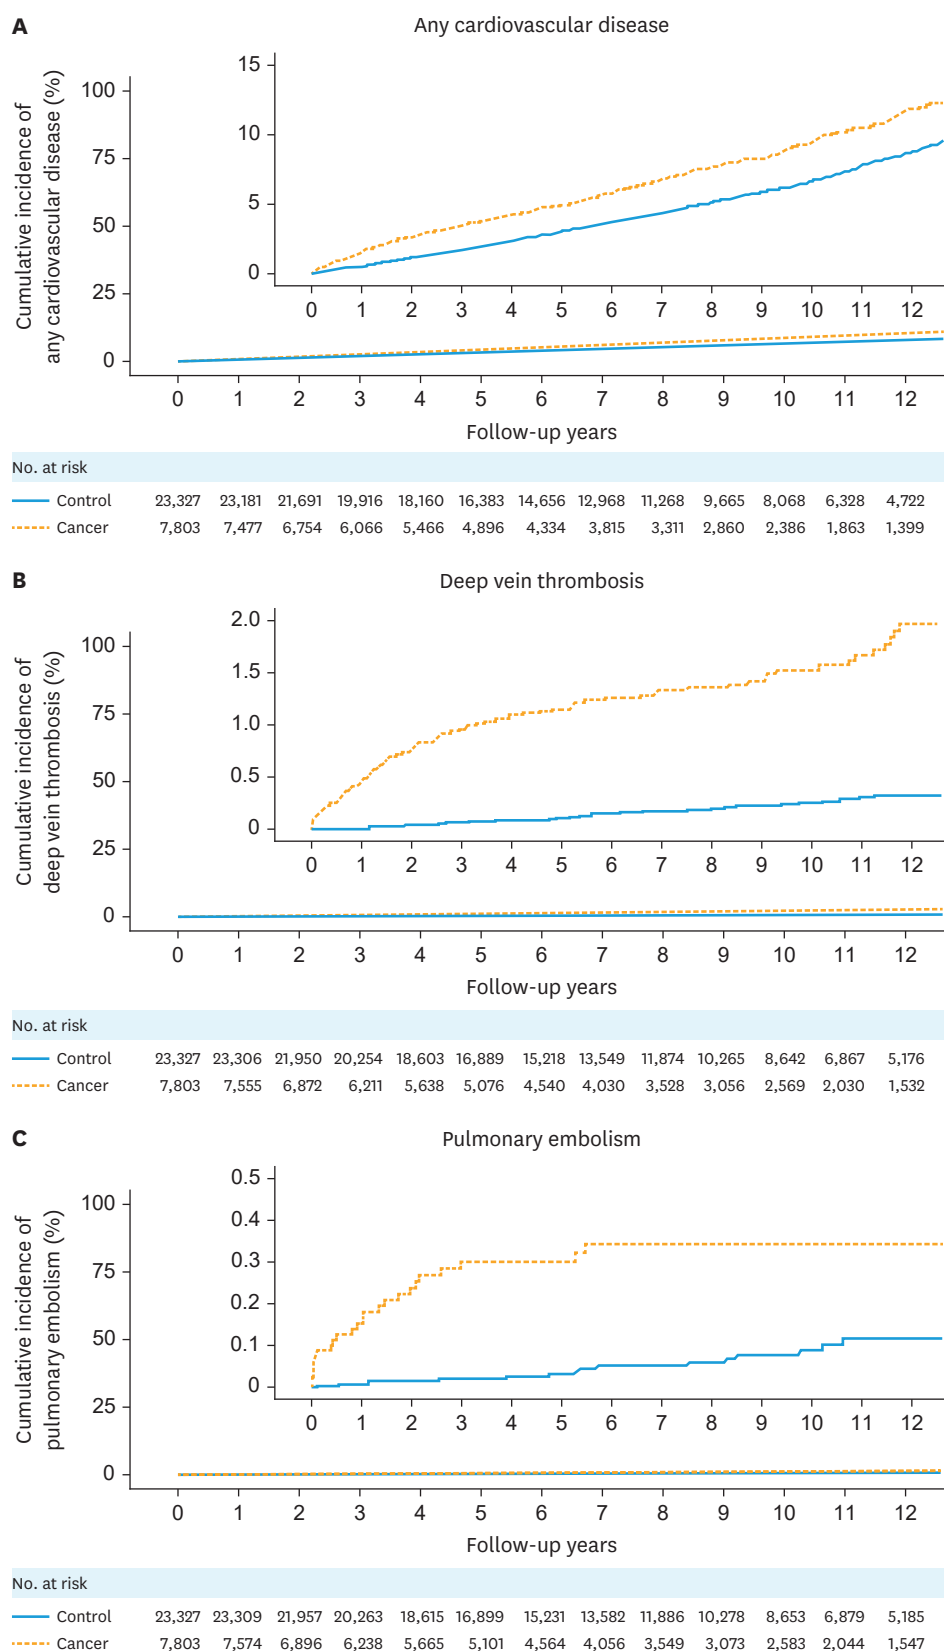 A
Any cardiovascular disease
Cumulative incidence of
any cardiovascular disease (%)
100
75
50
25
0
15
10
5
0
0 1 2 3 4 5 6 7 8 9 10 11 12
0 1 2 3 4 5 6 7 8 9 10 11 12
Follow-up years
No. at risk
Control 23,327 23,181 21,691 19,916 18,160 16,383 14,656 12,968 11,268 9,665 8,068 6,328 4,722
Cancer 7,803 7,477 6,754 6,066 5,466 4,896 4,334 3,815 3,311 2,860 2,386 1,863 1,399
B
Deep vein thrombosis
Cumulative incidence of
deep vein thrombosis (%)
100
75
50
25
0
2.0
1.5
1.0
0.5
0
0 1 2 3 4 5 6 7 8 9 10 11 12
0 1 2 3 4 5 6 7 8 9 10 11 12
Follow-up years
No. at risk
Control 23,327 23,306 21,950 20,254 18,603 16,889 15,218 13,549 11,874 10,265 8,642 6,867 5,176
Cancer 7,803 7,555 6,872 6,211 5,638 5,076 4,540 4,030 3,528 3,056 2,569 2,030 1,532
C
Pulmonary embolism
Cumulative incidence of
pulmonary embolism (%)
100
75
50
25
0
0.5
0.4
0.3
0.2
0.1
0
0 1 2 3 4 5 6 7 8 9 10 11 12
0 1 2 3 4 5 6 7 8 9 10 11 12
Follow-up years
No. at risk
Control 23,327 23,309 21,957 20,263 18,615 16,899 15,231 13,582 11,886 10,278 8,653 6,879 5,185
Cancer 7,803 7,574 6,896 6,238 5,665 5,101 4,564 4,056 3,549 3,073 2,583 2,044 1,547